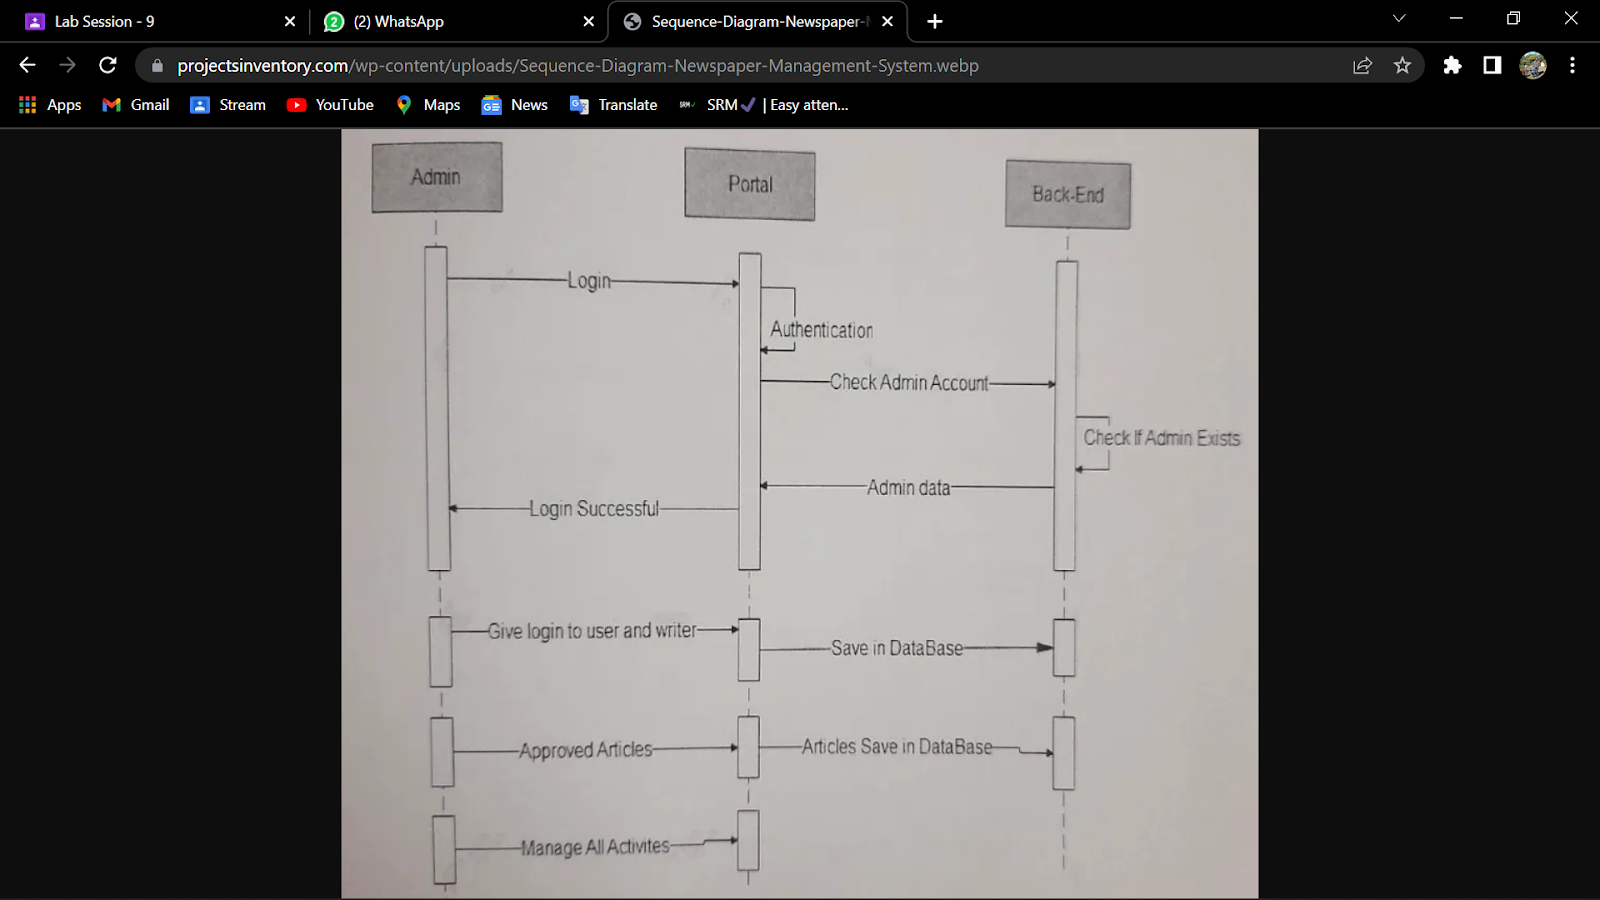 Lab Session - 9
(2) WhatsApp
Sequence-Diagram-Newspaper-
projectsinventory.com/wp-content/uploads/Sequence-Diagram-Newspaper-Management-System.webp
Apps Gmail Stream YouTube Maps News Translate SRM✓ | Easy atten...
Admin
Portal
Back-End
Login
Authentication
Check Admin Account
Check If Admin Exists
Admin data
Login Successful
Give login to user and writer
Save in DataBase
Approved Articles
Articles Save in DataBase
Manage All Activites